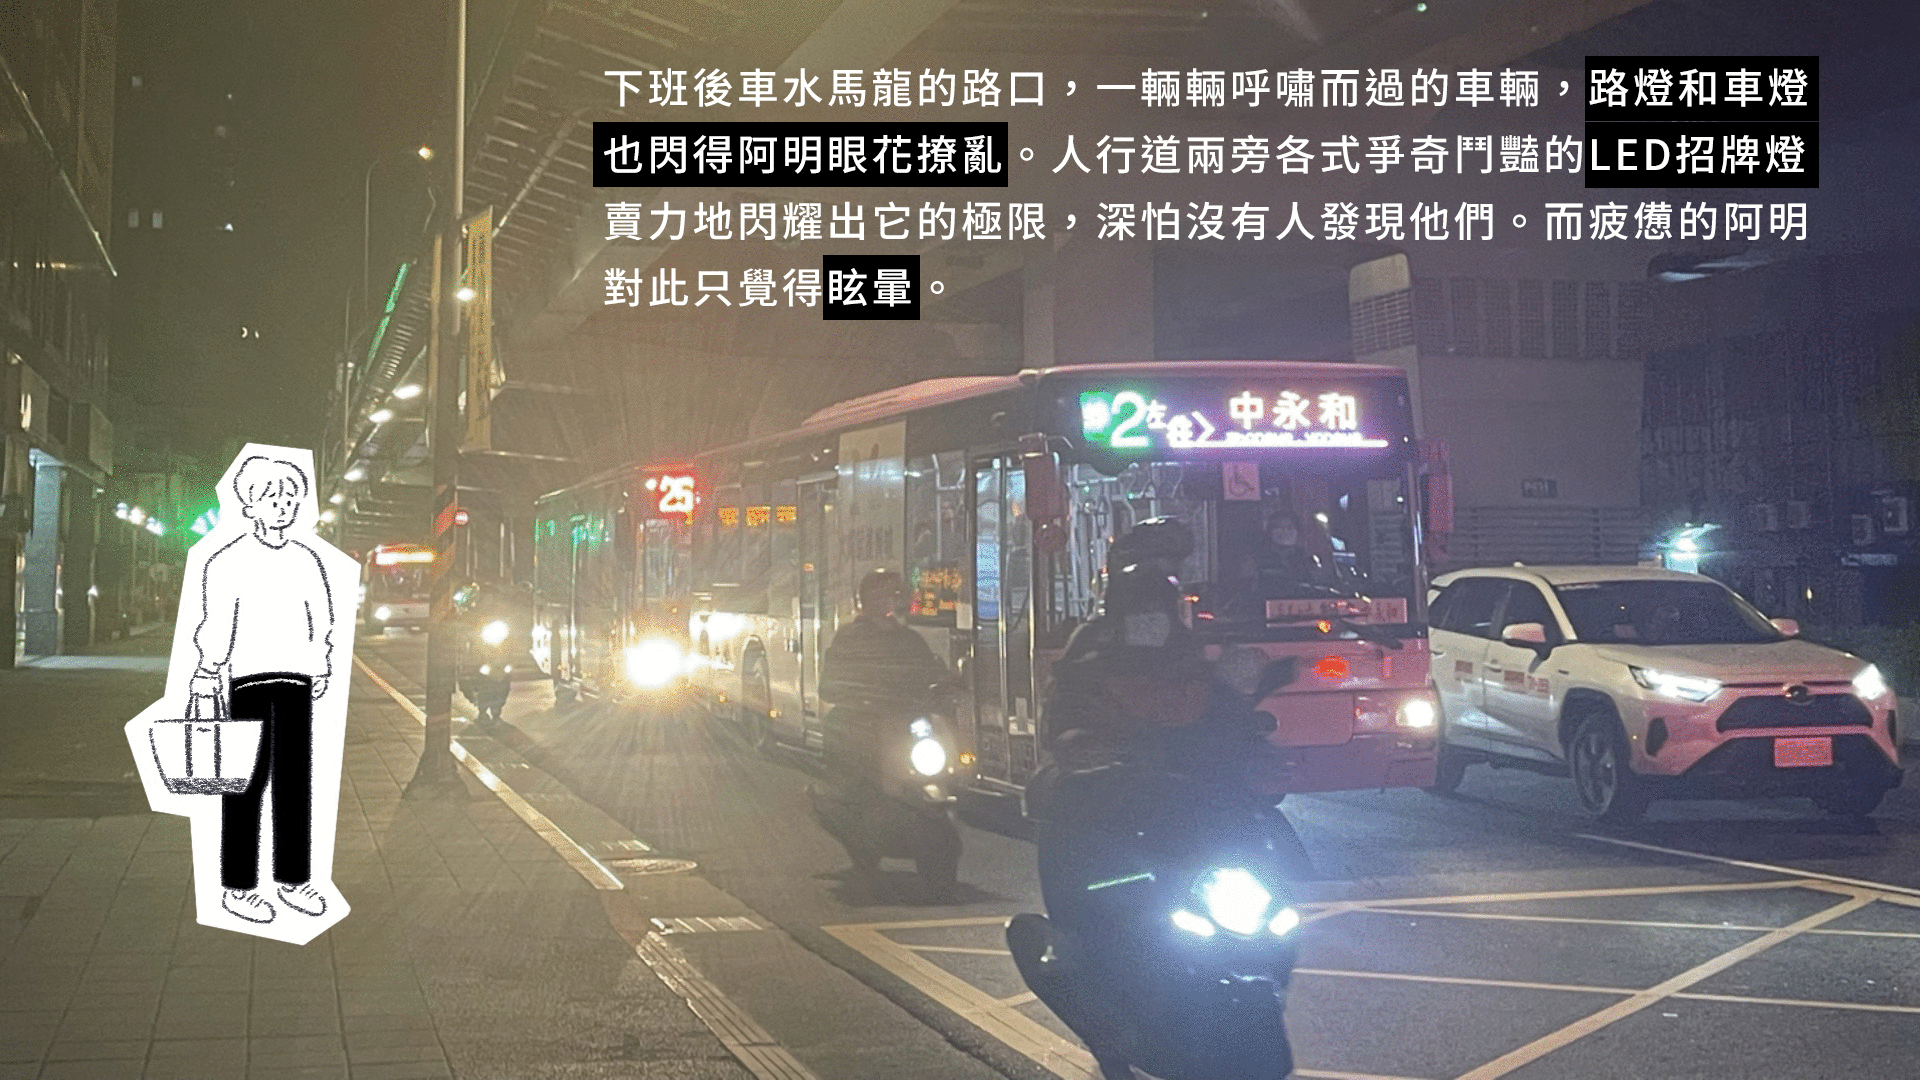 下班後車水馬龍的路口，一輛輛呼嘯而過的車輛，路燈和車燈
也閃得阿明眼花撩亂。人行道兩旁各式爭奇鬥豔的LED招牌燈
賣力地閃耀出它的極限，深怕沒有人發現他們。而疲憊的阿明
對此只覺得眩暈。
2左
往
中永和